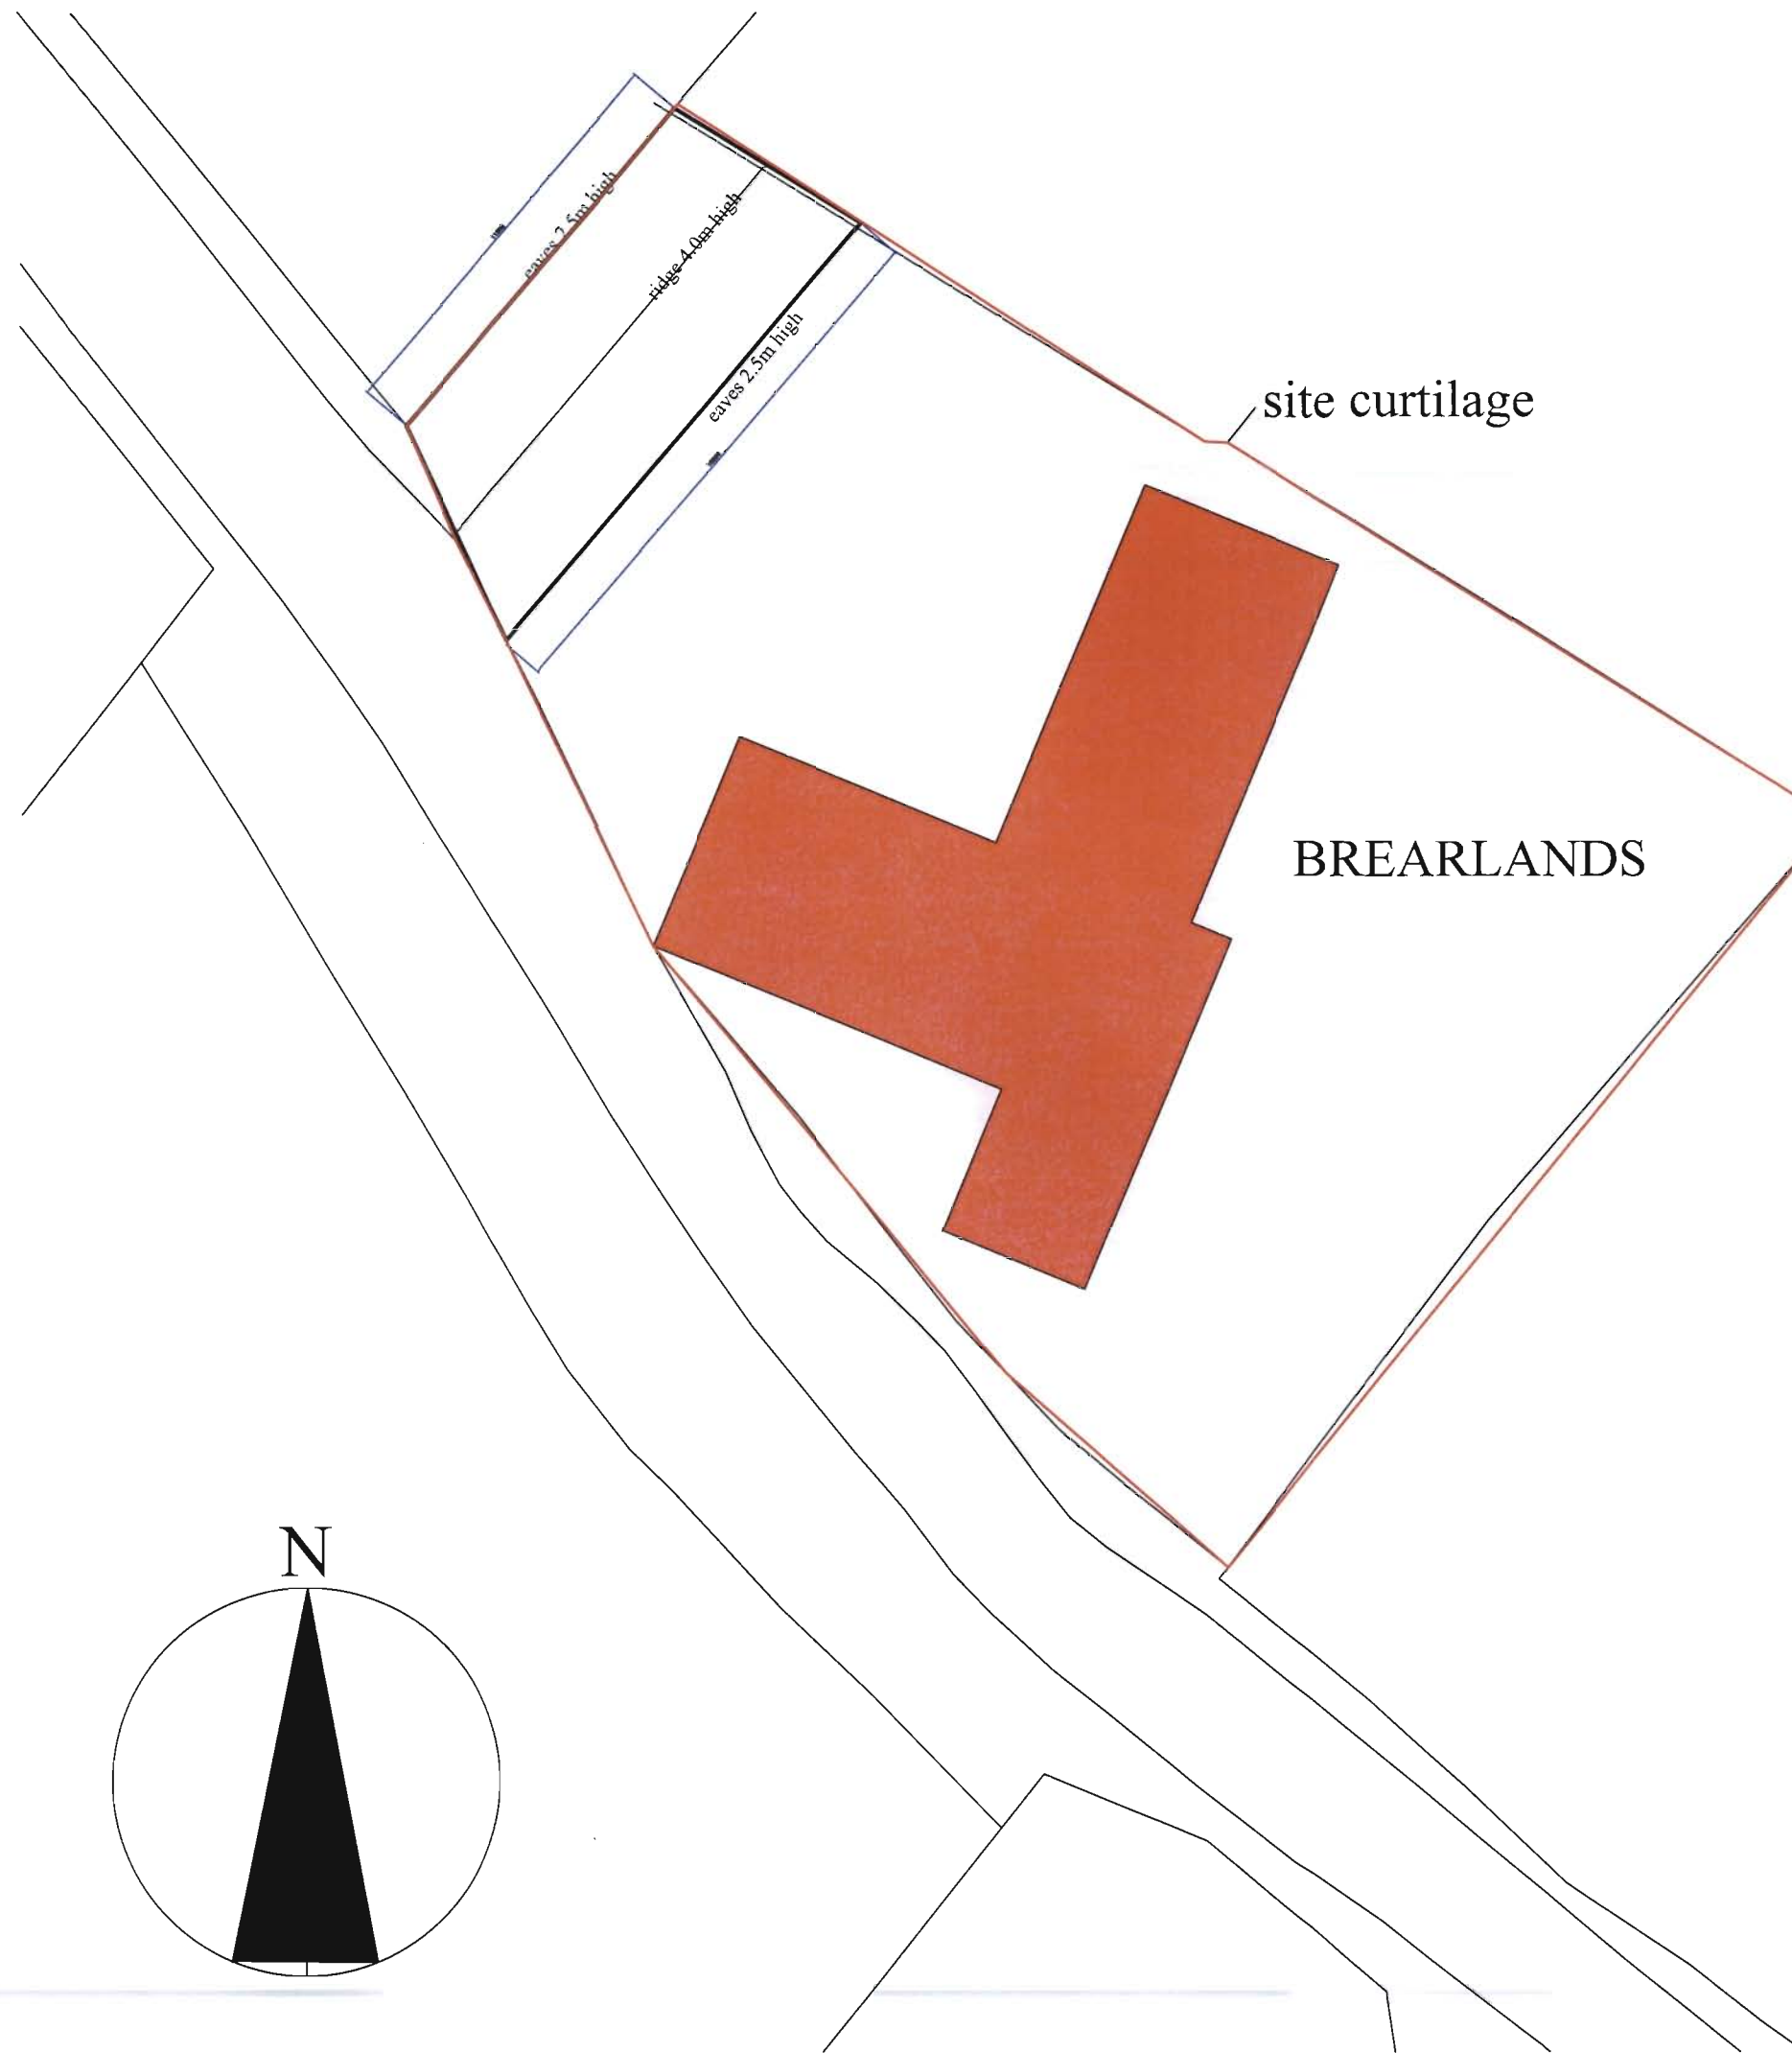 eaves 2.5m high
ridge 4.0m high
eaves 2.5m high
site curtilage
BREARLANDS
N